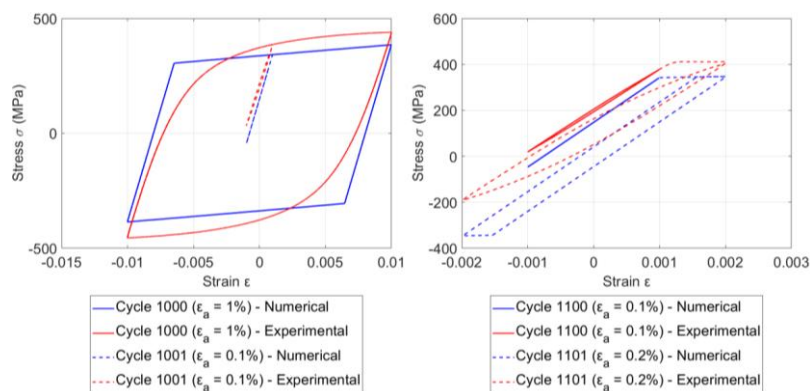 500
0
-500
Stress σ (MPa)
-0.015
-0.01
-0.005
0
0.005
0.01
Strain ε
Cycle 1000 (εa = 1%) - Numerical
Cycle 1000 (εa = 1%) - Experimental
Cycle 1001 (εa = 0.1%) - Numerical
Cycle 1001 (εa = 0.1%) - Experimental
600
400
200
0
-200
-400
Stress σ (MPa)
-0.002
-0.001
0
0.001
0.002
0.003
Strain ε
Cycle 1100 (εa = 0.1%) - Numerical
Cycle 1100 (εa = 0.1%) - Experimental
Cycle 1101 (εa = 0.2%) - Numerical
Cycle 1101 (εa = 0.2%) - Experimental